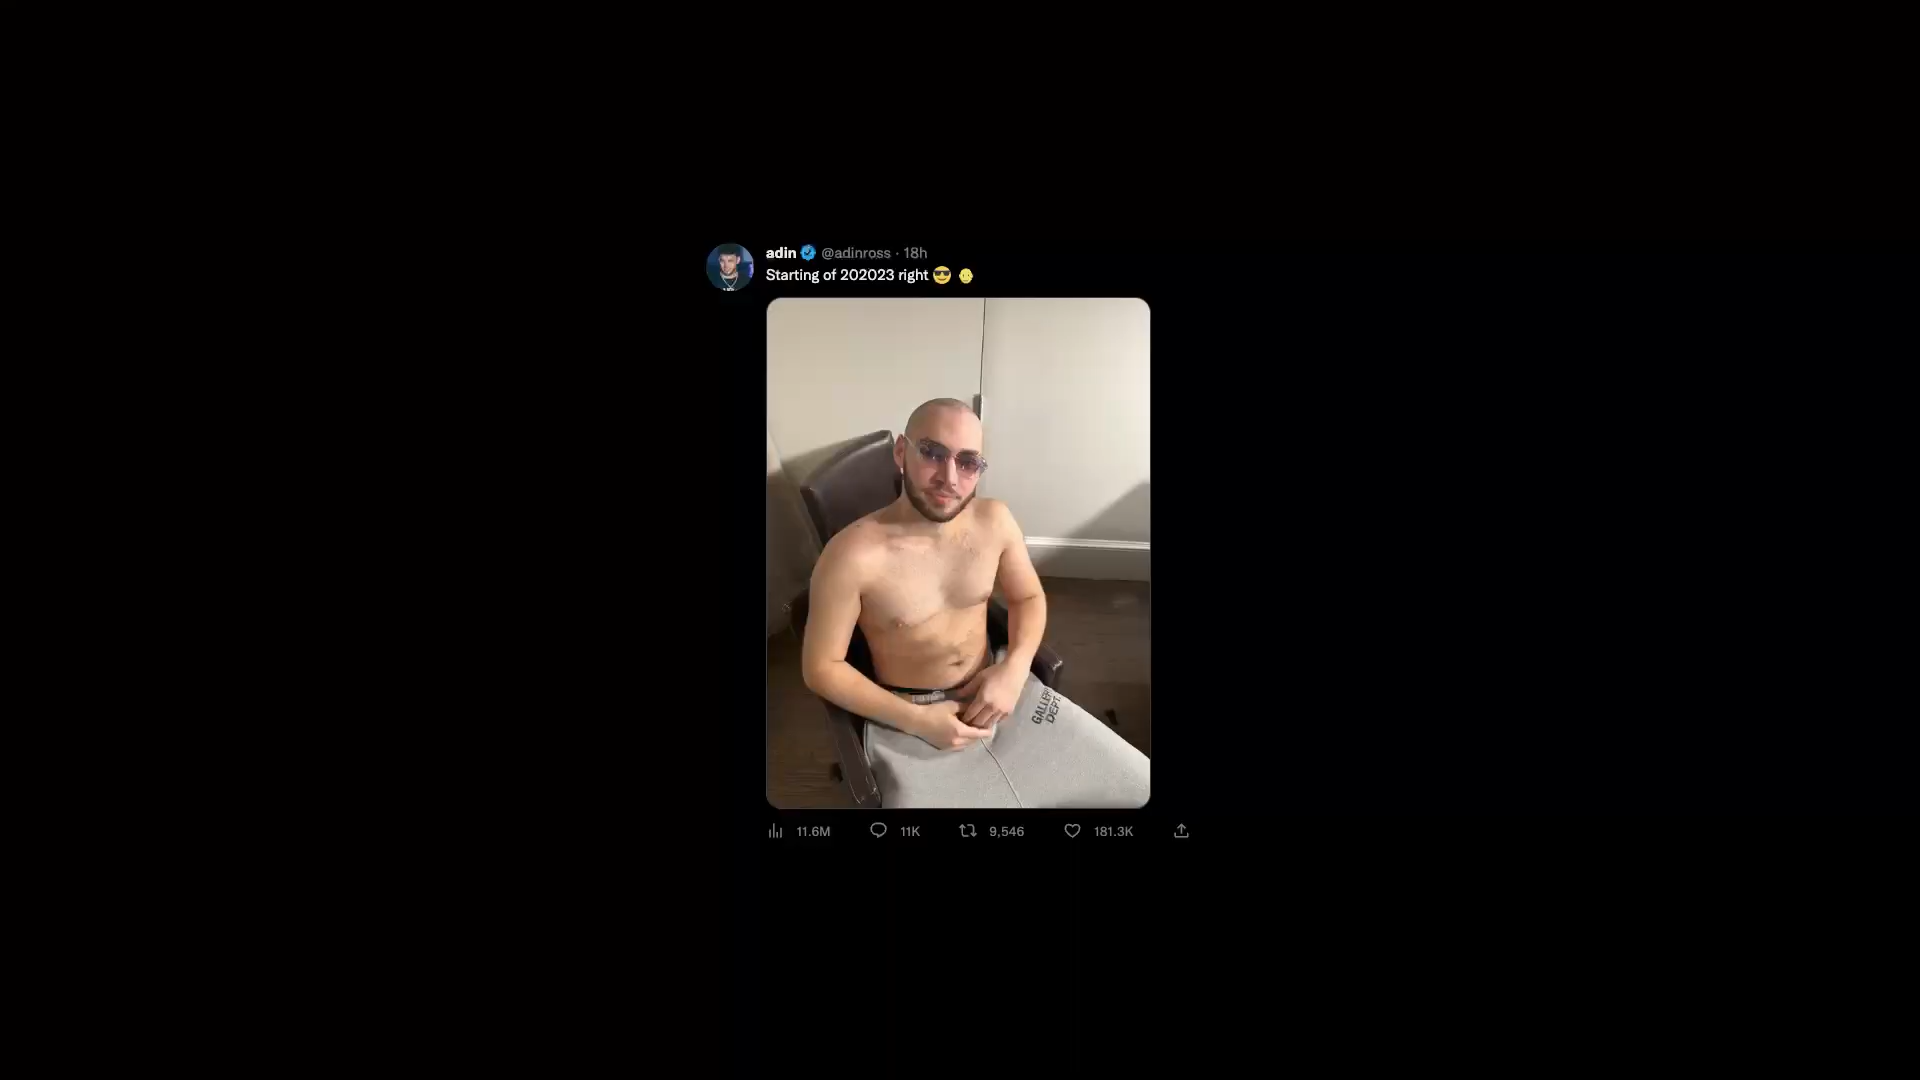 adin @adinross · 18h
Starting of 202023 right 😎 👨‍🦲
GALLERY
DEPT.
11.6M 11K 9,546 181.3K